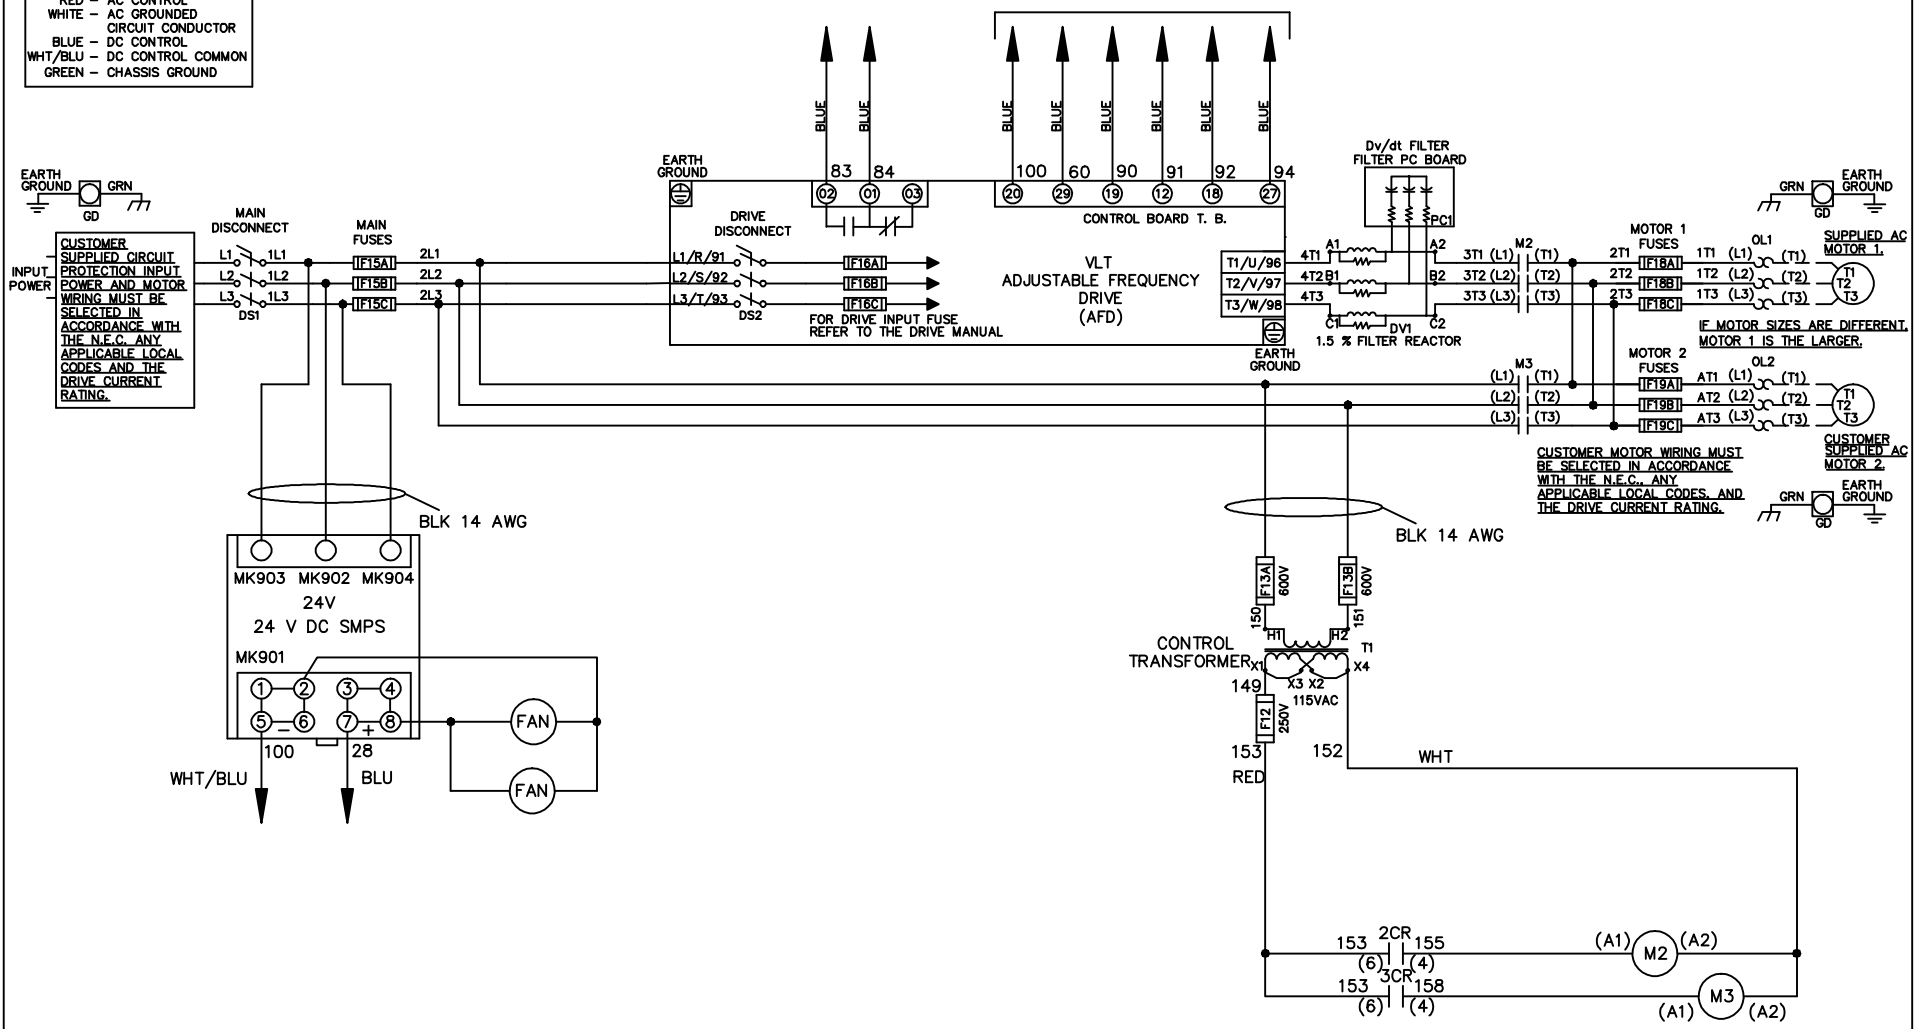 RED – AC CONTROL
WHITE – AC GROUNDED
CIRCUIT CONDUCTOR
BLUE – DC CONTROL
WHT/BLU – DC CONTROL COMMON
GREEN – CHASSIS GROUND
BLUE
BLUE
BLUE
BLUE
BLUE
BLUE
BLUE
BLUE
EARTH
GROUND
GRN
GD
CUSTOMER
SUPPLIED CIRCUIT
PROTECTION INPUT
POWER AND MOTOR
WIRING MUST BE
SELECTED IN
ACCORDANCE WITH
THE N.E.C. ANY
APPLICABLE LOCAL
CODES AND THE
DRIVE CURRENT
RATING.
INPUT
POWER
MAIN
DISCONNECT
L1 1L1
L2 1L2
L3 1L3
DS1
MAIN
FUSES
F15A
F15B
F15C
2L1
2L2
2L3
EARTH
GROUND
83 84
02 01 03
100 60 90 91 92 94
20 29 19 12 18 27
CONTROL BOARD T. B.
DRIVE
DISCONNECT
L1/R/91
L2/S/92
L3/T/93
DS2
F16A
F16B
F16C
FOR DRIVE INPUT FUSE
REFER TO THE DRIVE MANUAL
VLT
ADJUSTABLE FREQUENCY
DRIVE
(AFD)
T1/U/96
T2/V/97
T3/W/98
EARTH
GROUND
4T1
4T2
4T3
Dv/dt FILTER
FILTER PC BOARD
PC1
A1 A2
B1 B2
C1 C2
DV1
1.5 % FILTER REACTOR
M2
3T1 (L1) (T1)
3T2 (L2) (T2)
3T3 (L3) (T3)
M3
(L1) (T1)
(L2) (T2)
(L3) (T3)
MOTOR 1
FUSES
2T1 F18A 1T1 (L1) (T1)
2T2 F18B 1T2 (L2) (T2)
2T3 F18C 1T3 (L3) (T3)
OL1
T1
T2
T3
GRN
GD
EARTH
GROUND
SUPPLIED AC
MOTOR 1.
IF MOTOR SIZES ARE DIFFERENT,
MOTOR 1 IS THE LARGER.
MOTOR 2
FUSES
F19A AT1 (L1) (T1)
F19B AT2 (L2) (T2)
F19C AT3 (L3) (T3)
OL2
T1
T2
T3
CUSTOMER
SUPPLIED AC
MOTOR 2.
CUSTOMER MOTOR WIRING MUST
BE SELECTED IN ACCORDANCE
WITH THE N.E.C., ANY
APPLICABLE LOCAL CODES, AND
THE DRIVE CURRENT RATING.
GRN
GD
EARTH
GROUND
BLK 14 AWG
MK903 MK902 MK904
24V
24 V DC SMPS
MK901
1 2 3 4
5 – 6 7 + 8
100 28
WHT/BLU BLU
FAN
FAN
BLK 14 AWG
F13A 600V
F13B 600V
150 151
H1 H2
T1
CONTROL
TRANSFORMER
X1 X3 X2 X4
115VAC
149
F12 250V
153 152
RED
WHT
2CR
153 155
(6) (4)
(A1) M2 (A2)
3CR
153 158
(6) (4)
(A1) M3 (A2)